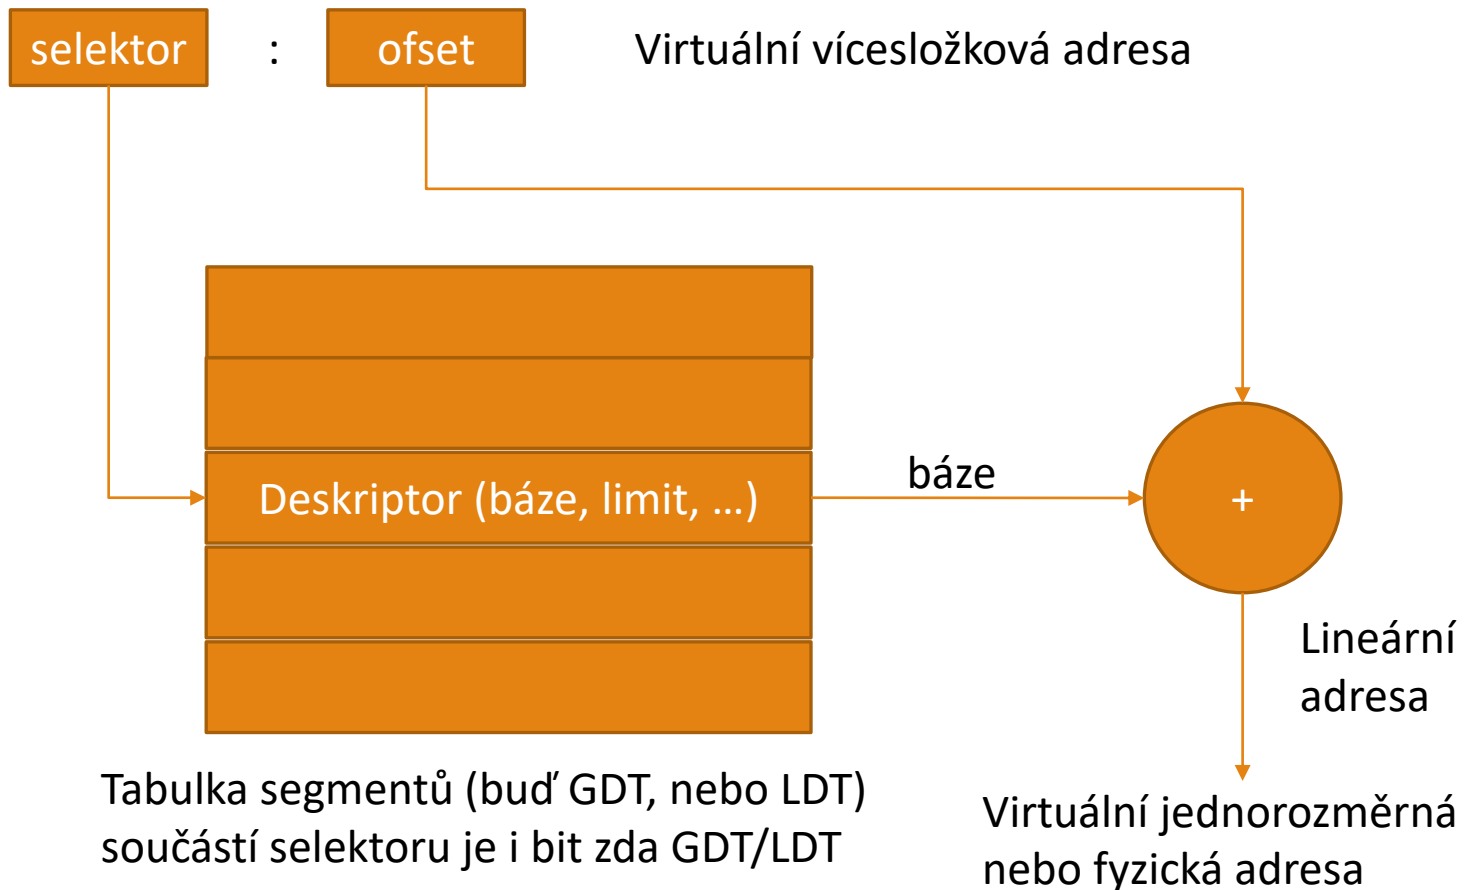 selektor : ofset Virtuální vícesložková adresa
Deskriptor (báze, limit, …)
báze
+
Lineární
adresa
Tabulka segmentů (buď GDT, nebo LDT)
součástí selektoru je i bit zda GDT/LDT
Virtuální jednorozměrná
nebo fyzická adresa